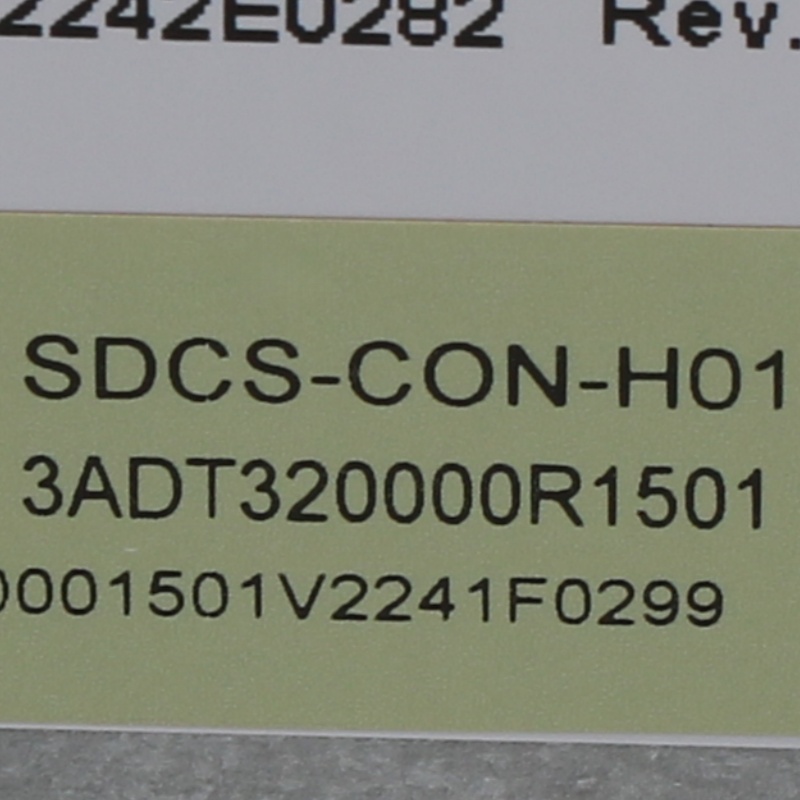 2242E0282 Rev.
SDCS-CON-H01
3ADT320000R1501
0001501V2241F0299